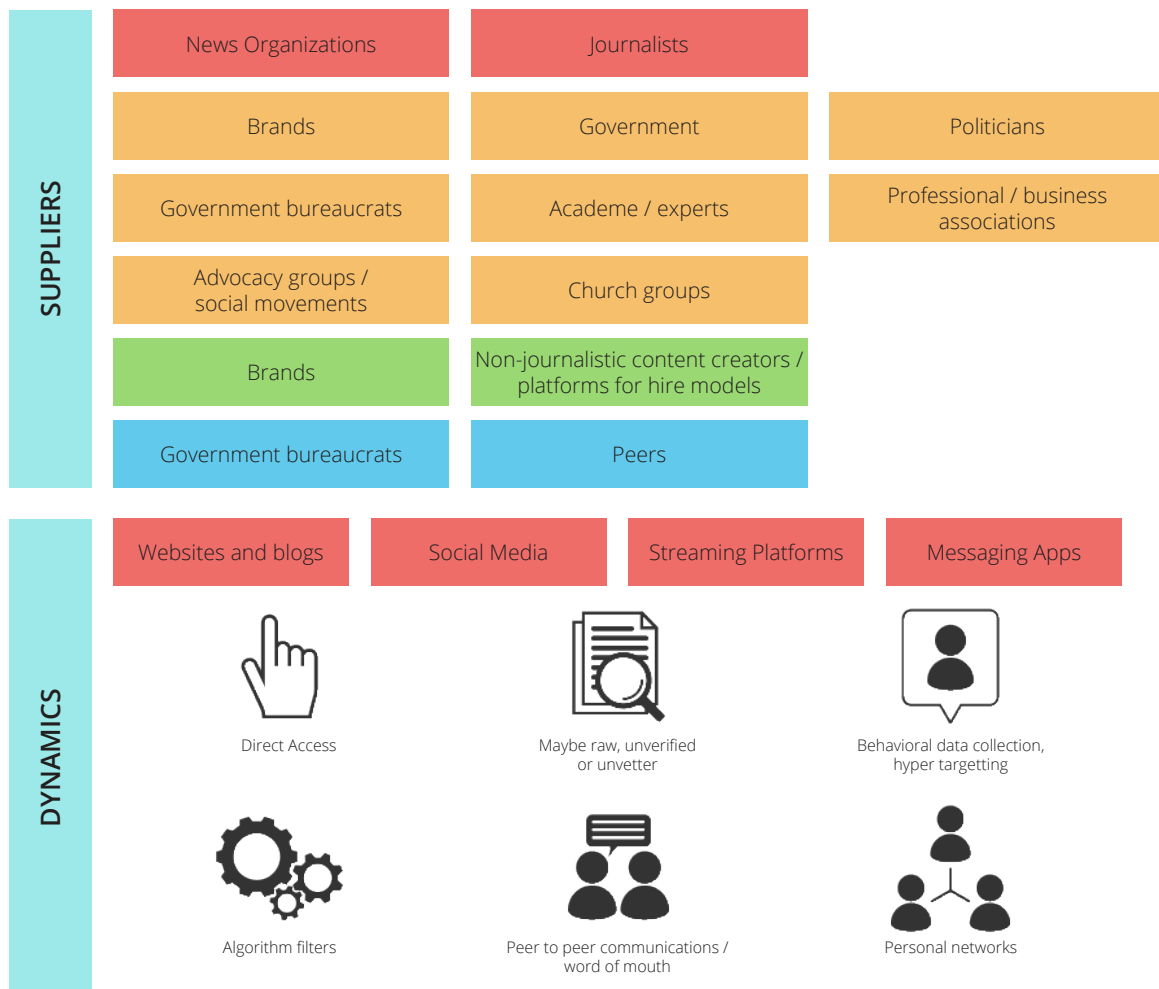 SUPPLIERS
News Organizations
Journalists
Brands
Government
Politicians
Government bureaucrats
Academe / experts
Professional / business
associations
Advocacy groups /
social movements
Church groups
Brands
Non-journalistic content creators /
platforms for hire models
Government bureaucrats
Peers
DYNAMICS
Websites and blogs
Social Media
Streaming Platforms
Messaging Apps
Direct Access
Maybe raw, unverified
or unvetter
Behavioral data collection,
hyper targetting
Algorithm filters
Peer to peer communications /
word of mouth
Personal networks